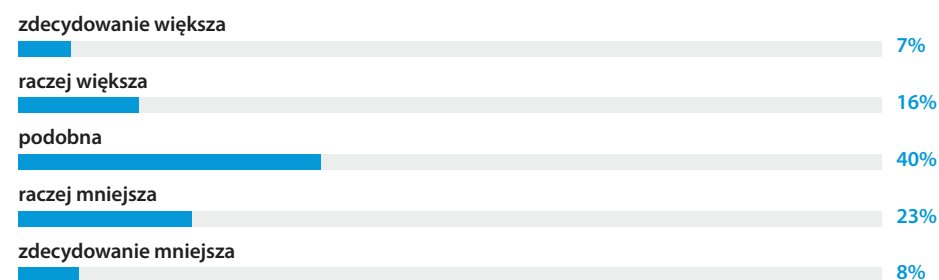 zdecydowanie większa
7%
raczej większa
16%
podobna
40%
raczej mniejsza
23%
zdecydowanie mniejsza
8%